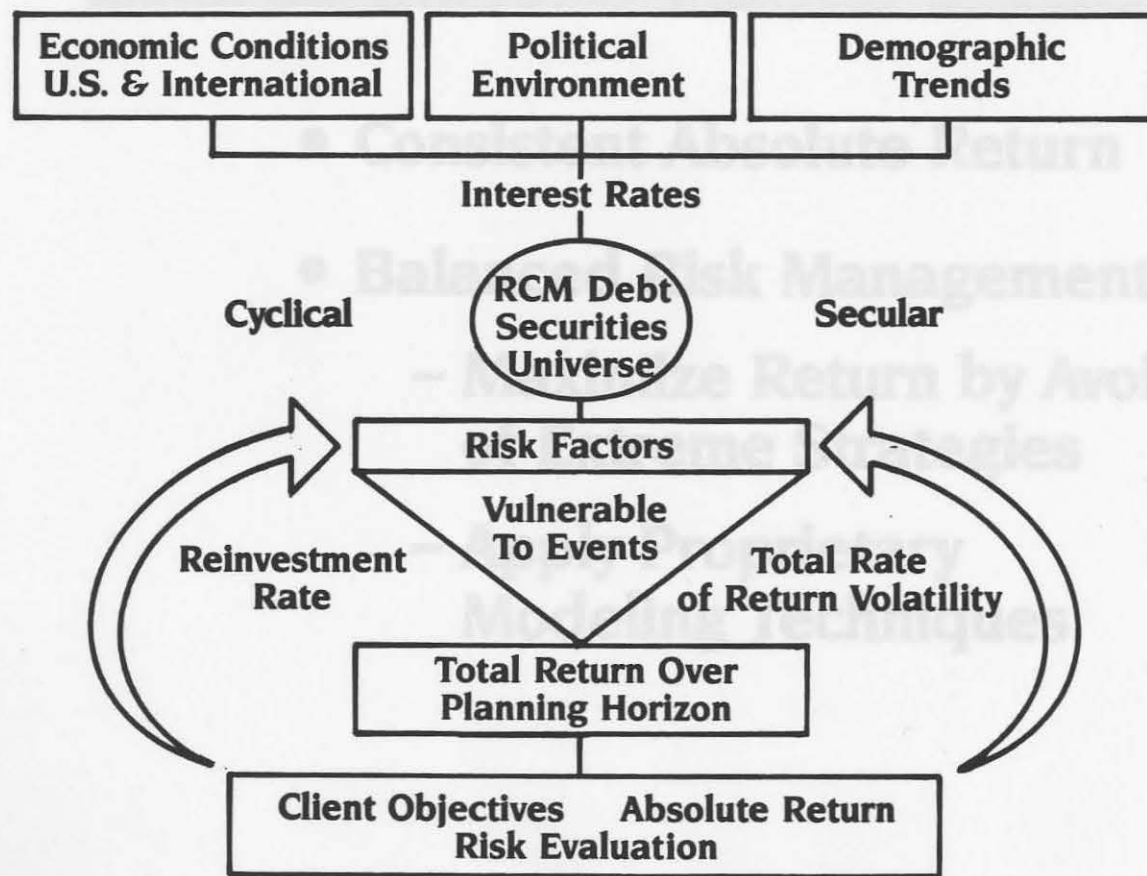 Economic Conditions
U.S. & International
Political
Environment
Demographic
Trends
• Consistent Absolute Return
Interest Rates
• Balanced Risk Management
RCM Debt
Securities
Universe
Cyclical
Secular
– Maximize Return by
Extreme Strategies
Risk Factors
Vulnerable
To Events
– Apply Proprietary
Modeling Techniques
Reinvestment
Rate
Total Rate
of Return Volatility
Total Return Over
Planning Horizon
Client Objectives Absolute Return
Risk Evaluation